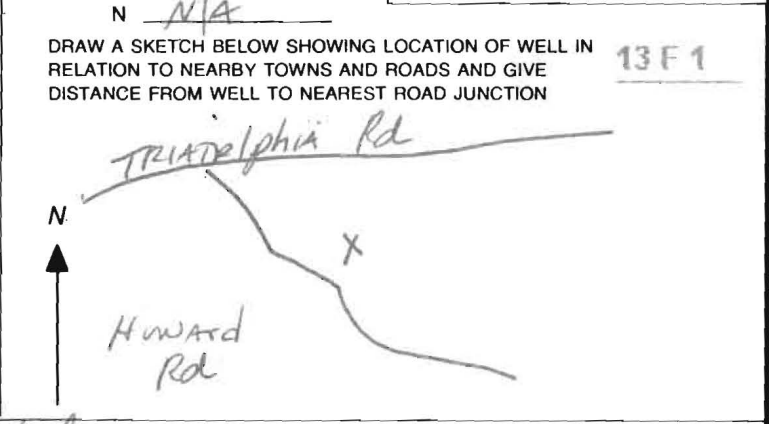 N N/A
DRAW A SKETCH BELOW SHOWING LOCATION OF WELL IN
RELATION TO NEARBY TOWNS AND ROADS AND GIVE
DISTANCE FROM WELL TO NEAREST ROAD JUNCTION
13 F 1
TRIADelphiA Rd
N
X
HowArd
Rd